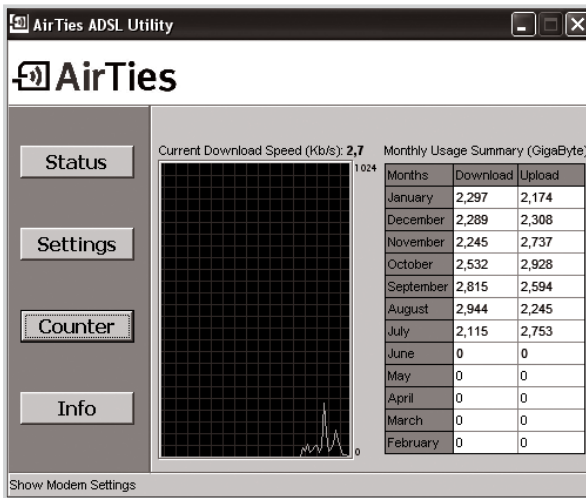 AirTies ADSL Utility
AirTies
Status
Settings
Counter
Info
Current Download Speed (Kb/s): 2,7
1024
0
Monthly Usage Summary (GigaByte)
Months Download Upload
January 2,297 2,174
December 2,289 2,308
November 2,245 2,737
October 2,532 2,928
September 2,815 2,594
August 2,944 2,245
July 2,115 2,753
June 0 0
May 0 0
April 0 0
March 0 0
February 0 0
Show Modem Settings